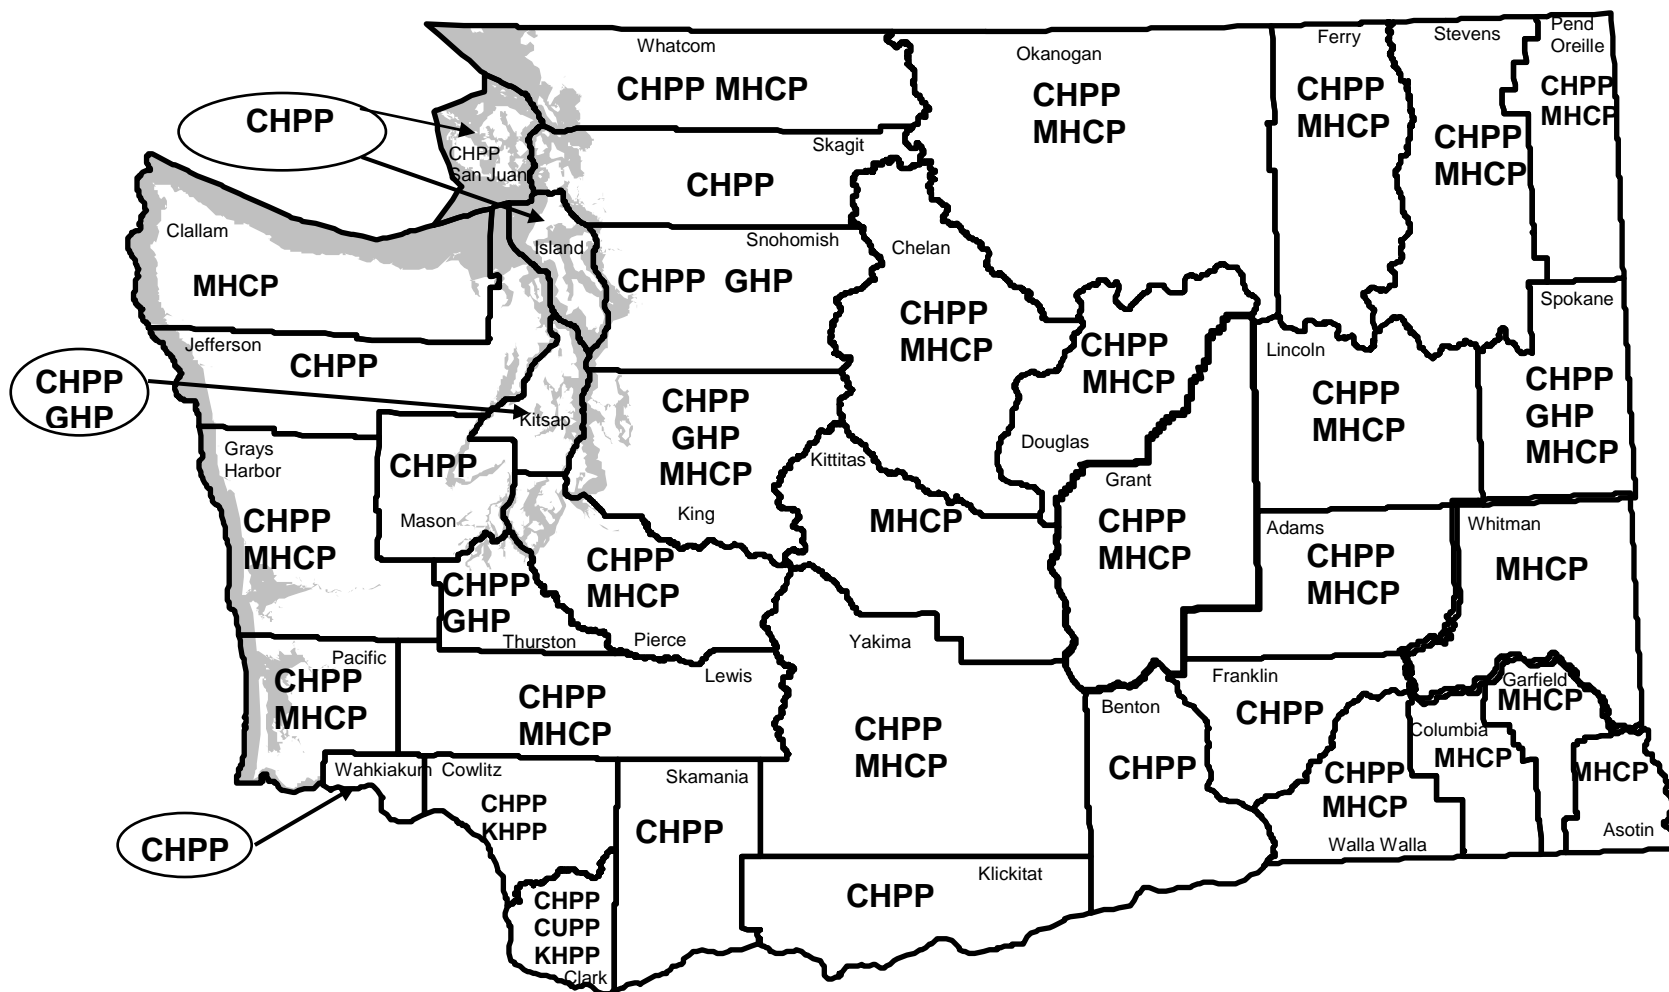 Whatcom
CHPP MHCP
Okanogan
CHPP
MHCP
Ferry
CHPP
MHCP
Stevens
CHPP
MHCP
Pend
Oreille
CHPP
MHCP
CHPP
CHPP
San Juan
Skagit
CHPP
Clallam
MHCP
Island
Snohomish
CHPP GHP
Chelan
CHPP
MHCP
CHPP
MHCP
Douglas
Lincoln
CHPP
MHCP
Spokane
CHPP
GHP
MHCP
Jefferson
CHPP
CHPP
GHP
Kitsap
CHPP
GHP
MHCP
King
Kittitas
MHCP
Grant
CHPP
MHCP
Grays
Harbor
CHPP
MHCP
CHPP
Mason
Adams
CHPP
MHCP
Whitman
MHCP
CHPP
GHP
Thurston
CHPP
MHCP
Pierce
Pacific
CHPP
MHCP
Lewis
CHPP
MHCP
Yakima
CHPP
MHCP
Benton
CHPP
Franklin
CHPP
Garfield
MHCP
Columbia
MHCP
MHCP
Asotin
CHPP
MHCP
Walla Walla
Wahkiakum
CHPP
Cowlitz
CHPP
KHPP
Skamania
CHPP
Klickitat
CHPP
CHPP
CUPP
KHPP
Clark